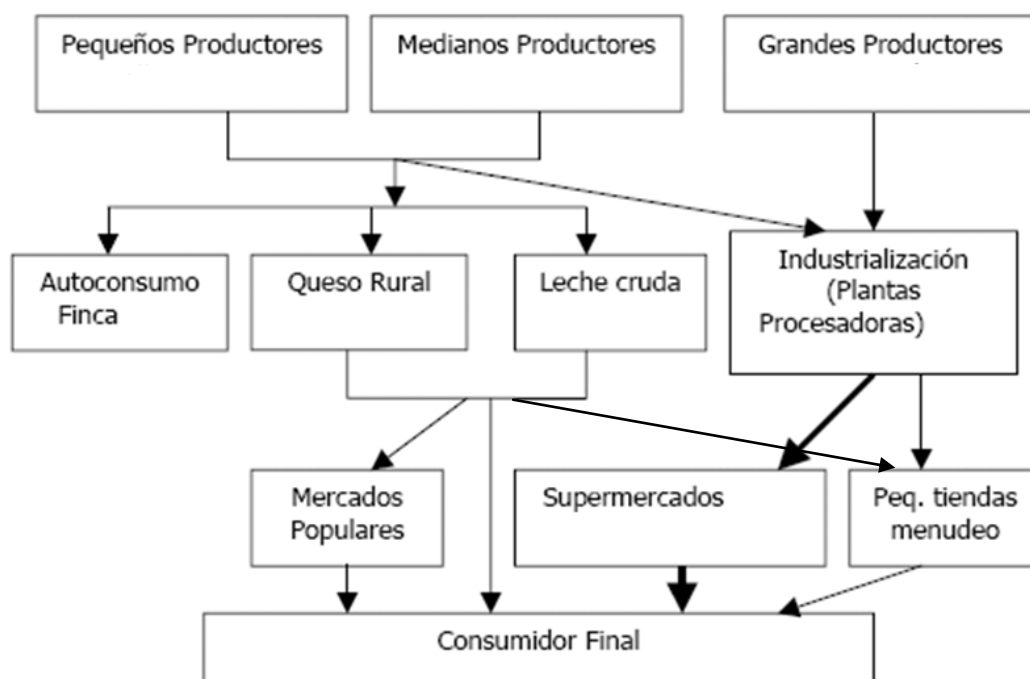 Pequeños Productores
Medianos Productores
Grandes Productores
Autoconsumo
Finca
Queso Rural
Leche cruda
Industrialización
(Plantas
Procesadoras)
Mercados
Populares
Supermercados
Peq. tiendas
menudeo
Consumidor Final